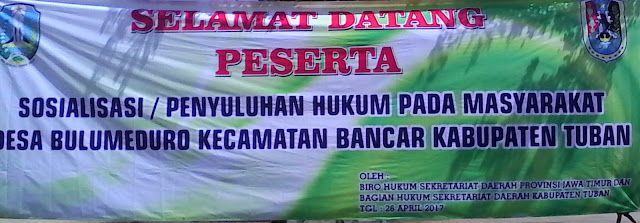 SELAMAT DATANG
PESERTA
SOSIALISASI / PENYULUHAN HUKUM PADA MASYARAKAT
DESA BULUMEDURO KECAMATAN BANCAR KABUPATEN TUBAN
OLEH :
BIRO HUKUM SEKRETARIAT DAERAH PROVINSI JAWA TIMUR DAN
BAGIAN HUKUM SEKRETARIAT DAERAH KABUPATEN TUBAN
TGL : 26 APRIL 2017